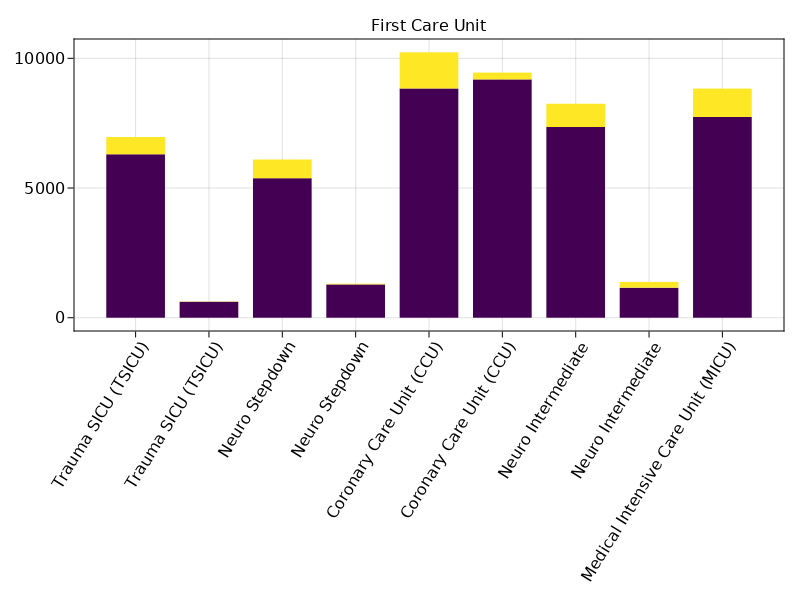 First Care Unit
10000
5000
0
Trauma SICU (TSICU)
Trauma SICU (TSICU)
Neuro Stepdown
Neuro Stepdown
Coronary Care Unit (CCU)
Coronary Care Unit (CCU)
Neuro Intermediate
Neuro Intermediate
Medical Intensive Care Unit (MICU)